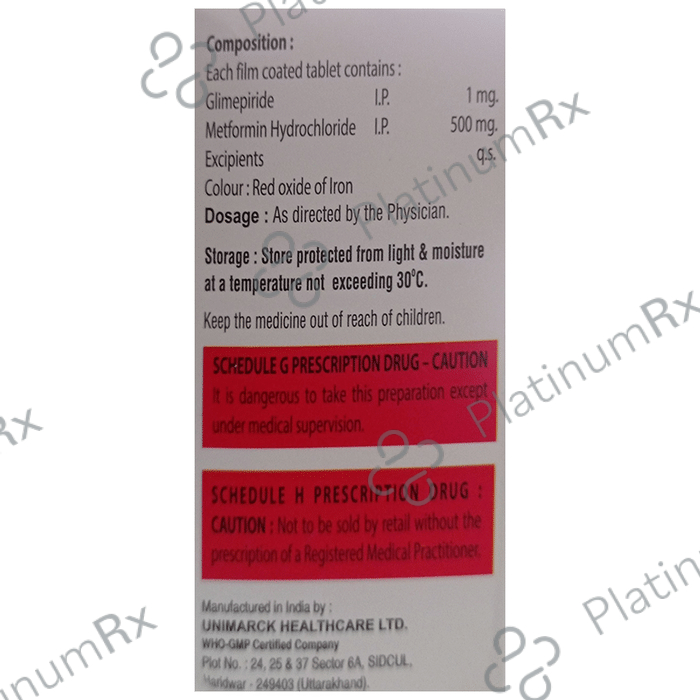 Composition :
Each film coated tablet contains :
Glimepiride I.P. 1 mg.
Metformin Hydrochloride I.P. 500 mg.
Excipients q.s.
Colour : Red oxide of Iron
Dosage : As directed by the Physician.
Storage : Store protected from light & moisture
at a temperature not exceeding 30°C.
Keep the medicine out of reach of children.
SCHEDULE G PRESCRIPTION DRUG – CAUTION
It is dangerous to take this preparation except
under medical supervision.
SCHEDULE H PRESCRIPTION DRUG :
CAUTION : Not to be sold by retail without the
prescription of a Registered Medical Practitioner.
Manufactured in India by :
UNIMARCK HEALTHCARE LTD.
WHO-GMP Certified Company
Plot No. : 24, 25 & 37 Sector 6A, SIDCUL,
Haridwar - 249403 (Uttarakhand).
PlatinumRx
PlatinumRx
PlatinumRx
Rx
PlatinumRx
inumRx